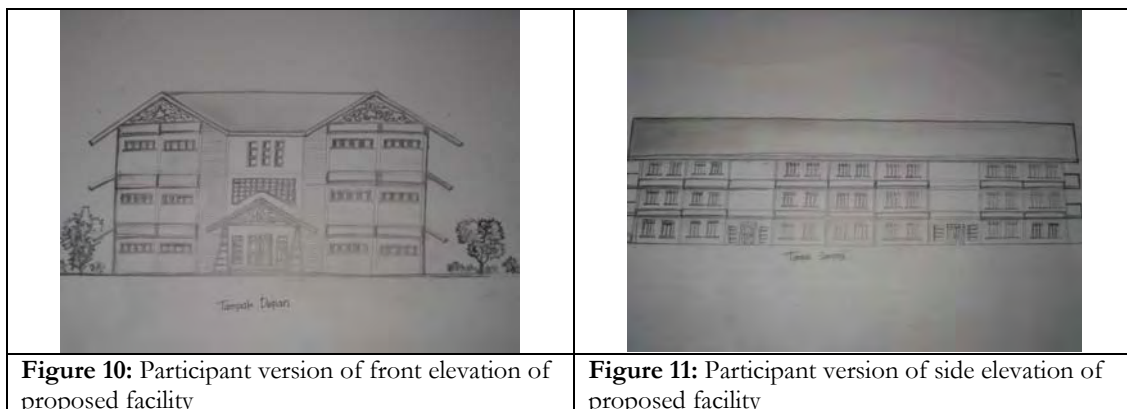 Tampak Depan
Figure 10: Participant version of front elevation of
proposed facility
Figure 11: Participant version of side elevation of
proposed facility